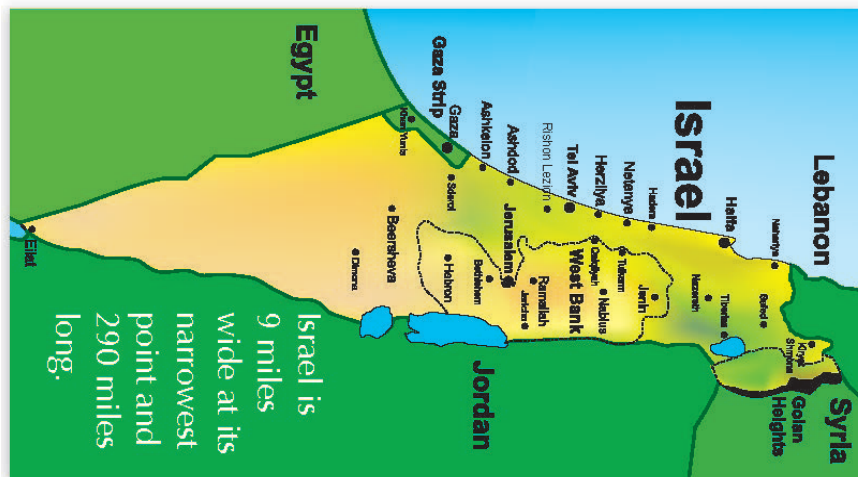 Lebanon
Syria
Kiryat
Shmona
Golan
Heights
Nahariya
Safed
Haifa
Tiberias
Nazareth
Israel
Hadera
Jenin
Netanya
Tulkarm
Herzliya
Qalqilyah
Nablus
Tel Aviv
West Bank
Rishon Lezion
Ramallah
Jericho
Ashdod
Jerusalem
Ashkelon
Bethlehem
Gaza
Sderot
Hebron
Gaza Strip
Khan Yunis
Jordan
Beersheva
Dimona
Egypt
Eilat
Israel is
9 miles
wide at its
narrowest
point and
290 miles
long.